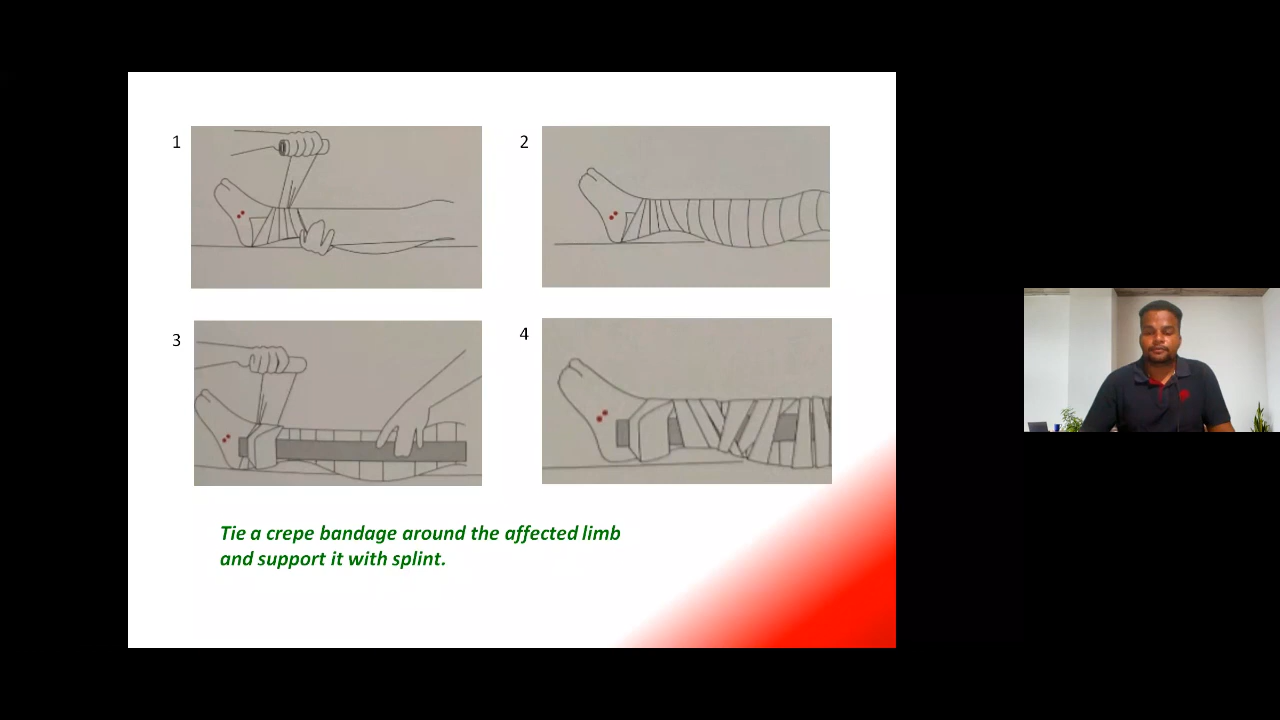 1
2
3
4
Tie a crepe bandage around the affected limb
and support it with splint.